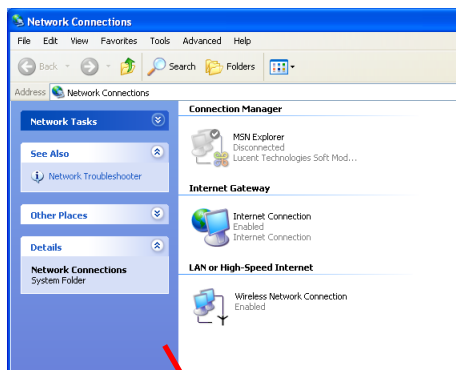 Network Connections
File Edit View Favorites Tools Advanced Help
Back Search Folders
Address Network Connections
Network Tasks
See Also
Network Troubleshooter
Other Places
Details
Network Connections
System Folder
Connection Manager
MSN Explorer
Disconnected
Lucent Technologies Soft Mod...
Internet Gateway
Internet Connection
Enabled
Internet Connection
LAN or High-Speed Internet
Wireless Network Connection
Enabled